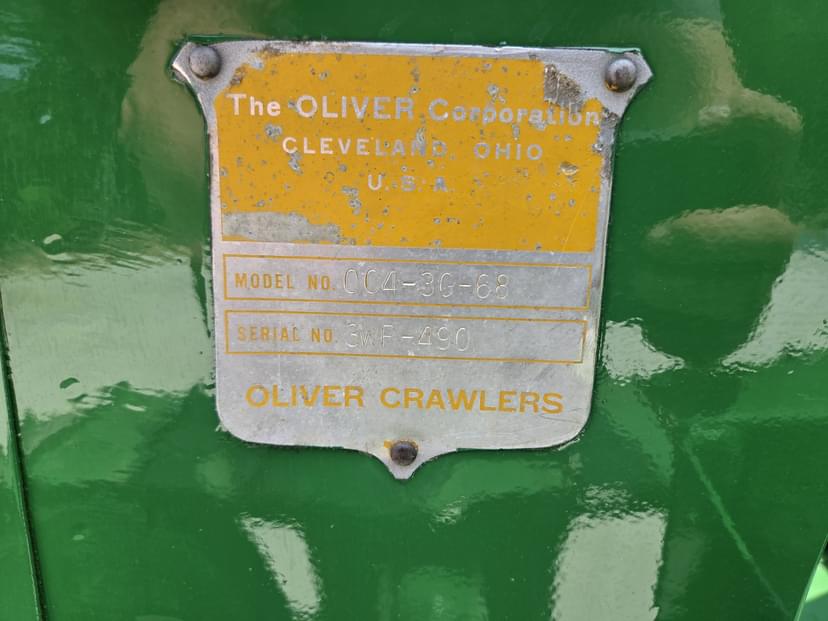 The OLIVER Corporation
CLEVELAND, OHIO
U.S.A.
MODEL NO. OC4-3G-68
SERIAL NO. 3WF-490
OLIVER CRAWLERS